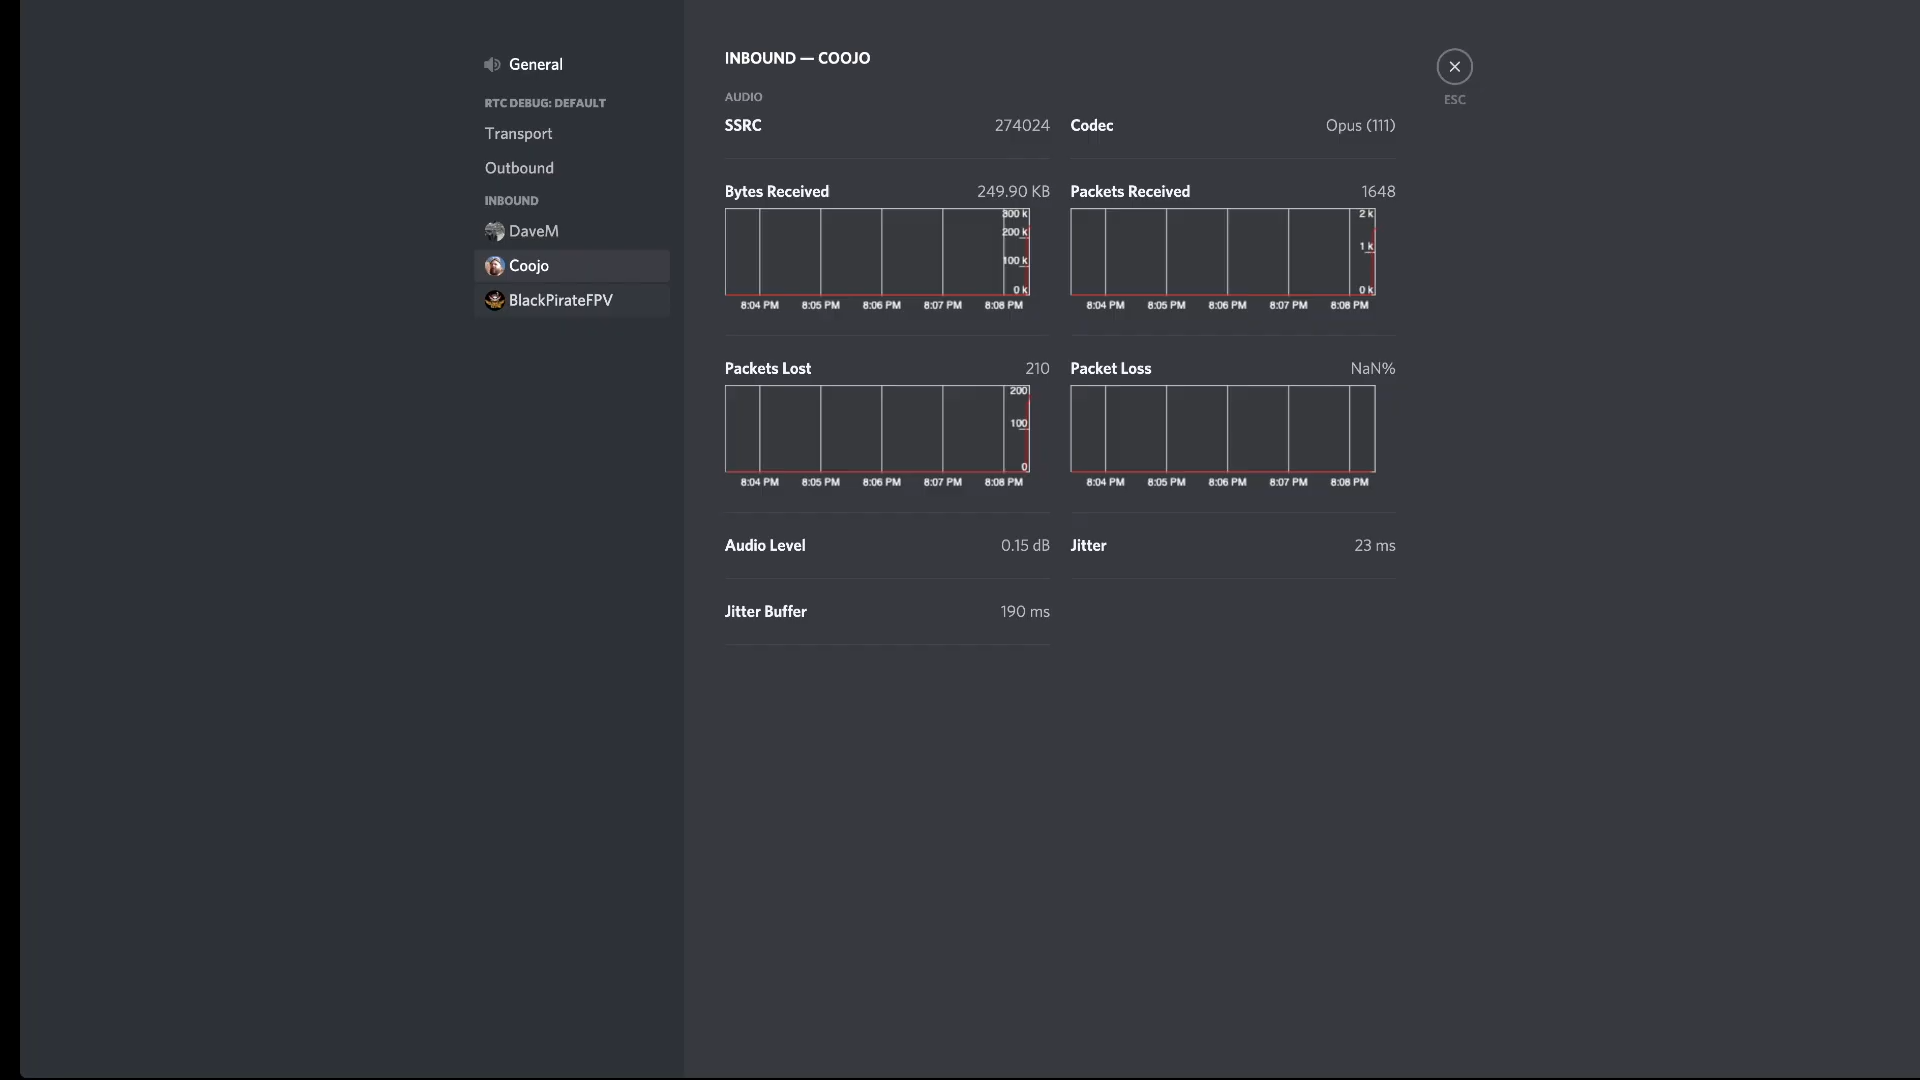 General
RTC DEBUG: DEFAULT
Transport
Outbound
INBOUND
DaveM
Coojo
BlackPirateFPV
INBOUND — COOJO
ESC
AUDIO
SSRC 274024
Codec Opus (111)
Bytes Received 249.90 KB
300 k
200 k
100 k
0 k
8:04 PM 8:05 PM 8:06 PM 8:07 PM 8:08 PM
Packets Received 1648
2 k
1 k
0 k
8:04 PM 8:05 PM 8:06 PM 8:07 PM 8:08 PM
Packets Lost 210
200
100
0
8:04 PM 8:05 PM 8:06 PM 8:07 PM 8:08 PM
Packet Loss NaN%
8:04 PM 8:05 PM 8:06 PM 8:07 PM 8:08 PM
Audio Level 0.15 dB
Jitter 23 ms
Jitter Buffer 190 ms